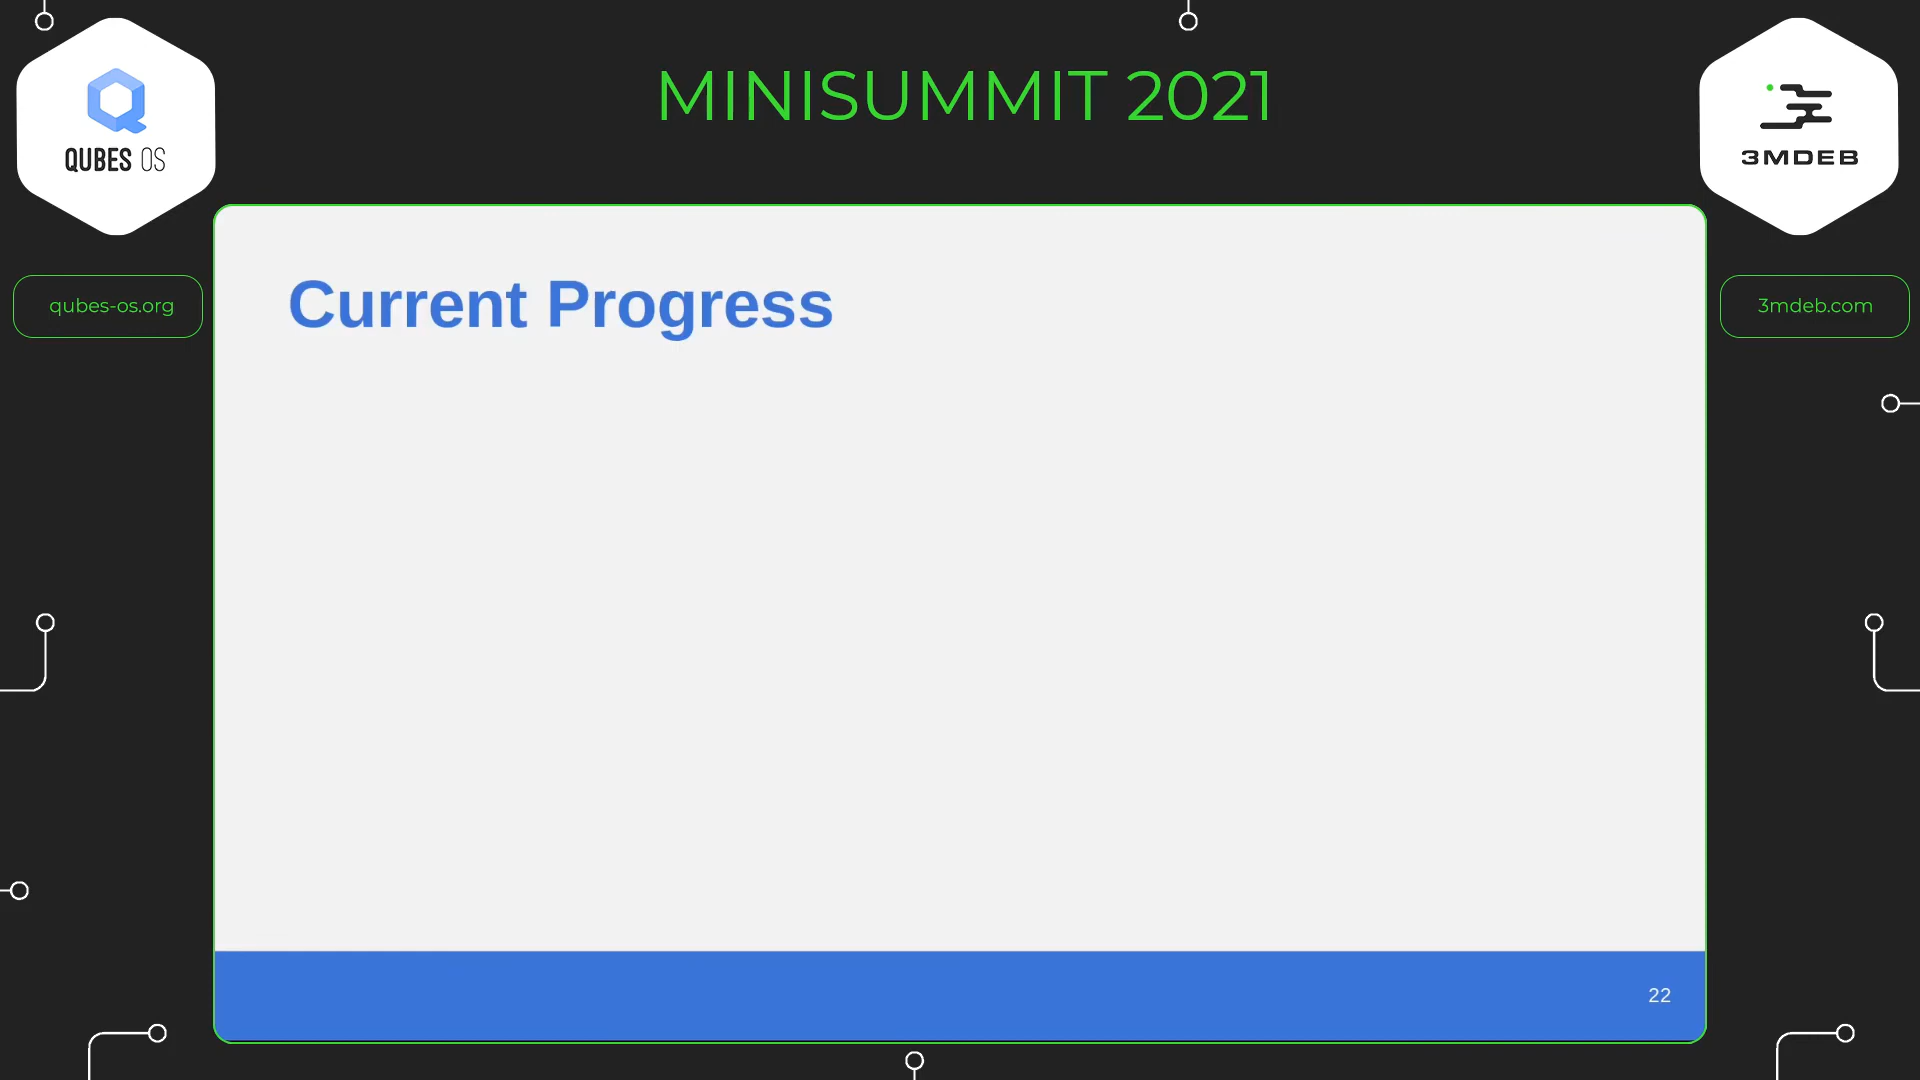 MINISUMMIT 2021
QUBES OS
3MDEB
qubes-os.org
3mdeb.com
Current Progress
22